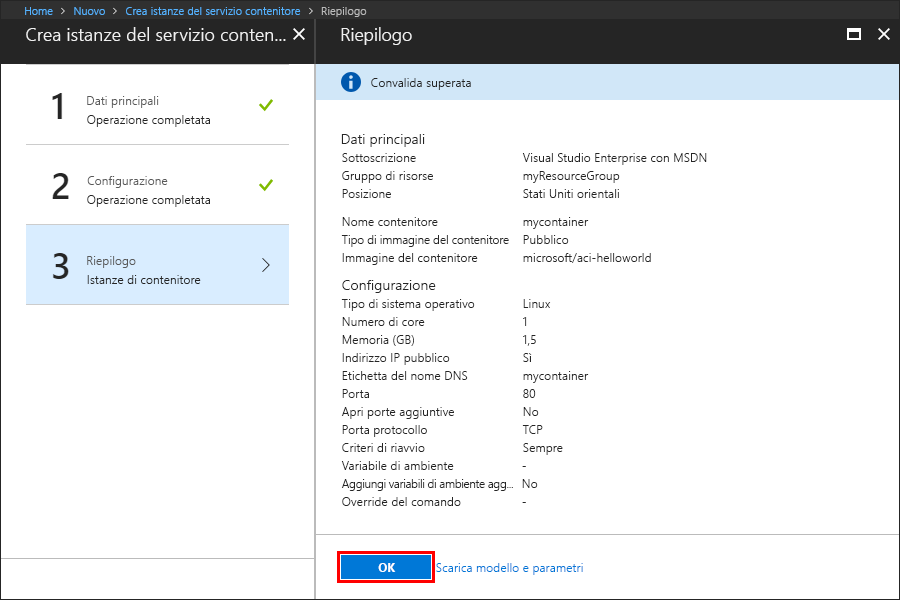 Home > Nuovo > Crea istanze del servizio contenitore > Riepilogo
Crea istanze del servizio conten...
Riepilogo
1
Dati principali
Operazione completata
2
Configurazione
Operazione completata
3
Riepilogo
Istanze di contenitore
Convalida superata
Dati principali
Sottoscrizione Visual Studio Enterprise con MSDN
Gruppo di risorse myResourceGroup
Posizione Stati Uniti orientali
Nome contenitore mycontainer
Tipo di immagine del contenitore Pubblico
Immagine del contenitore microsoft/aci-helloworld
Configurazione
Tipo di sistema operativo Linux
Numero di core 1
Memoria (GB) 1,5
Indirizzo IP pubblico Sì
Etichetta del nome DNS mycontainer
Porta 80
Apri porte aggiuntive No
Porta protocollo TCP
Criteri di riavvio Sempre
Variabile di ambiente -
Aggiungi variabili di ambiente agg... No
Override del comando -
OK Scarica modello e parametri